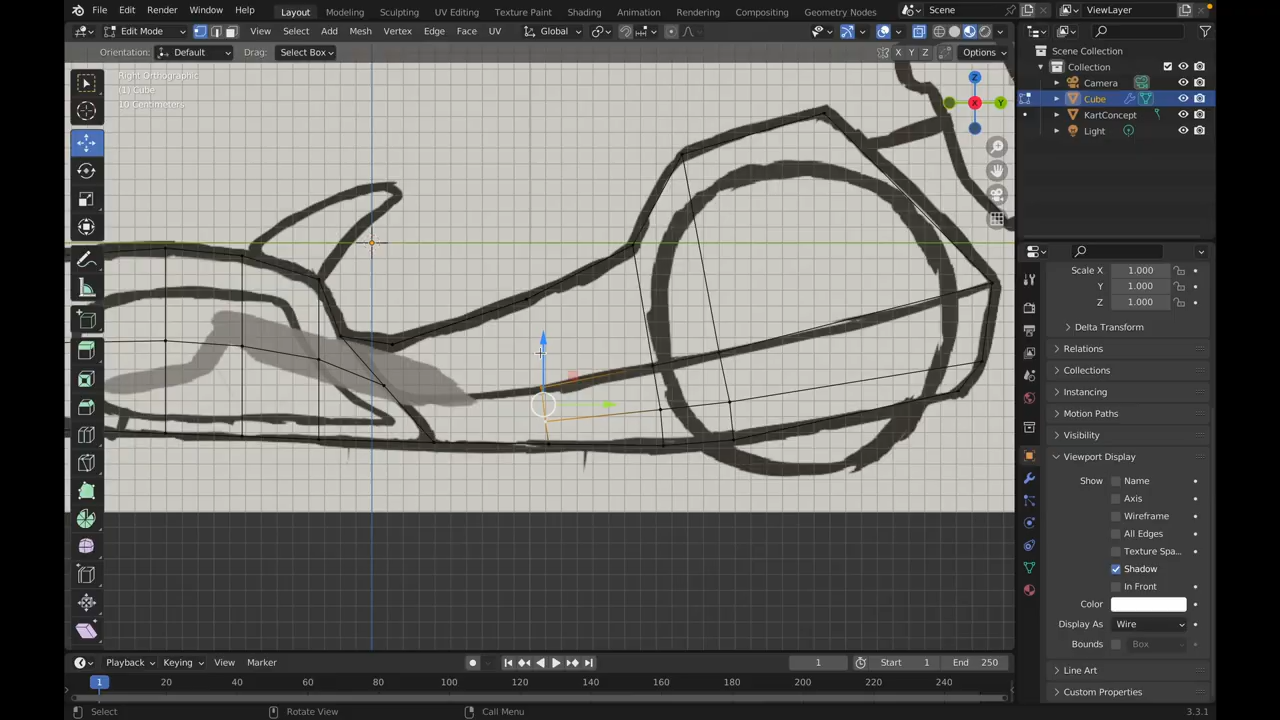 File Edit Render Window Help Layout Modeling Sculpting UV Editing Texture Paint Shading Animation Rendering Compositing Geometry Nodes Scene ViewLayer
Edit Mode View Select Add Mesh Vertex Edge Face UV Global
Orientation: Default Drag: Select Box X Y Z Options
Right Orthographic
(1) Cube
10 Centimeters
Z
X
Y
Scene Collection
Collection
Camera
Cube
KartConcept
Light
Scale X 1.000
Y 1.000
Z 1.000
Delta Transform
Relations
Collections
Instancing
Motion Paths
Visibility
Viewport Display
Show Name
Axis
Wireframe
All Edges
Texture Spa...
Shadow
In Front
Color
Display As Wire
Bounds Box
Line Art
Custom Properties
Playback Keying View Marker 1 Start 1 End 250
1 20 40 60 80 100 120 140 160 180 200 220 240
Select Rotate View Call Menu 3.3.1